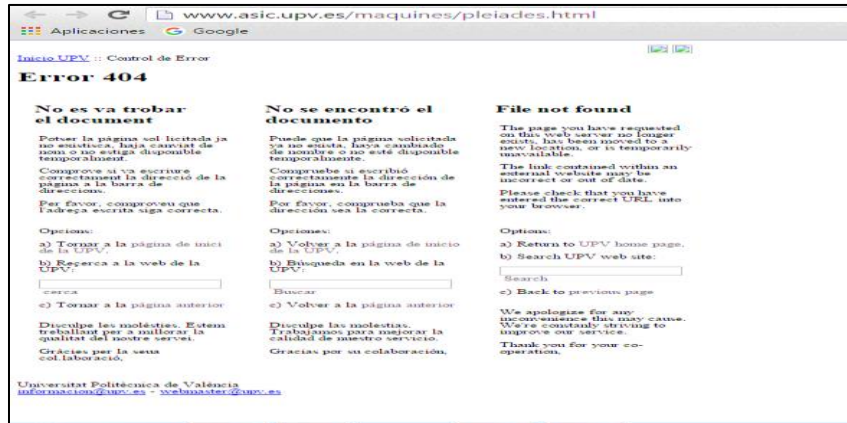 www.asic.upv.es/maquines/pleiades.html
Aplicaciones Google
Inicio UPV :: Control de Error
Error 404
No es va trobar
el document
Potser la página sol·licitada ja
no existisca, haja canviat de
nom o no estiga disponible
temporalment.
Comprove si va escriure
correctament la direcció de la
página a la barra de
direccions.
Per favor, comproveu que
l'adreça escrita siga correcta.
Opcions:
a) Tornar a la página de inici
de la UPV.
b) Reçerca a la web de la
UPV:
cerca
c) Tornar a la página anterior
Disculpe les molèsties. Estem
treballant per a millorar la
qualitat del nostre servei.
Gràcies per la seua
col.laboració,
No se encontró el
documento
Puede que la página solicitada
ya no exista, haya cambiado
de nombre o no esté disponible
temporalmente.
Compruebe si escribió
correctamente la dirección de
la página en la barra de
direcciones.
Por favor, comprueba que la
dirección sea la correcta.
Opciones:
a) Volver a la página de inicio
de la UPV.
b) Búsqueda en la web de la
UPV:
Buscar
c) Volver a la página anterior
Disculpe las molestias.
Trabajamos para mejorar la
calidad de nuestro servicio.
Gracias por su colaboración,
File not found
The page you have requested
on this web server no longer
exists, has been moved to a
new location, or is temporarily
unavailable.
The link contained within an
external website may be
incorrect or out of date.
Please check that you have
entered the correct URL into
your browser.
Options:
a) Return to UPV home page.
b) Search UPV web site:
Search
c) Back to previous page
We apologize for any
inconvenience this may cause.
We're constanly striving to
improve our service.
Thank you for your co-
operation,
Universitat Politècnica de València
informacion@upv.es - webmaster@upv.es